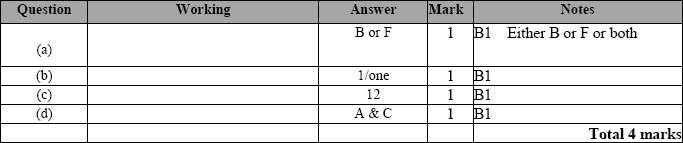 Question Working Answer Mark Notes
(a) B or F 1 B1 Either B or F or both
(b) 1/one 1 B1
(c) 12 1 B1
(d) A & C 1 B1
Total 4 marks